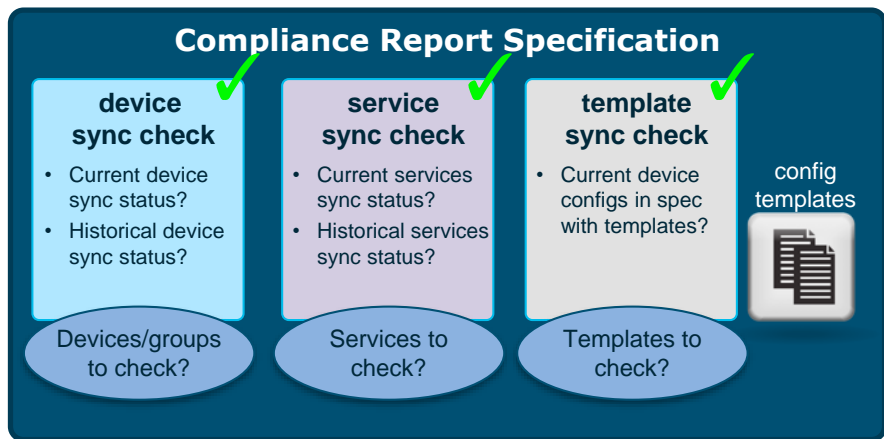 Compliance Report Specification
device
sync check
• Current device
sync status?
• Historical device
sync status?
Devices/groups
to check?
service
sync check
• Current services
sync status?
• Historical services
sync status?
Services to
check?
template
sync check
• Current device
configs in spec
with templates?
Templates to
check?
config
templates